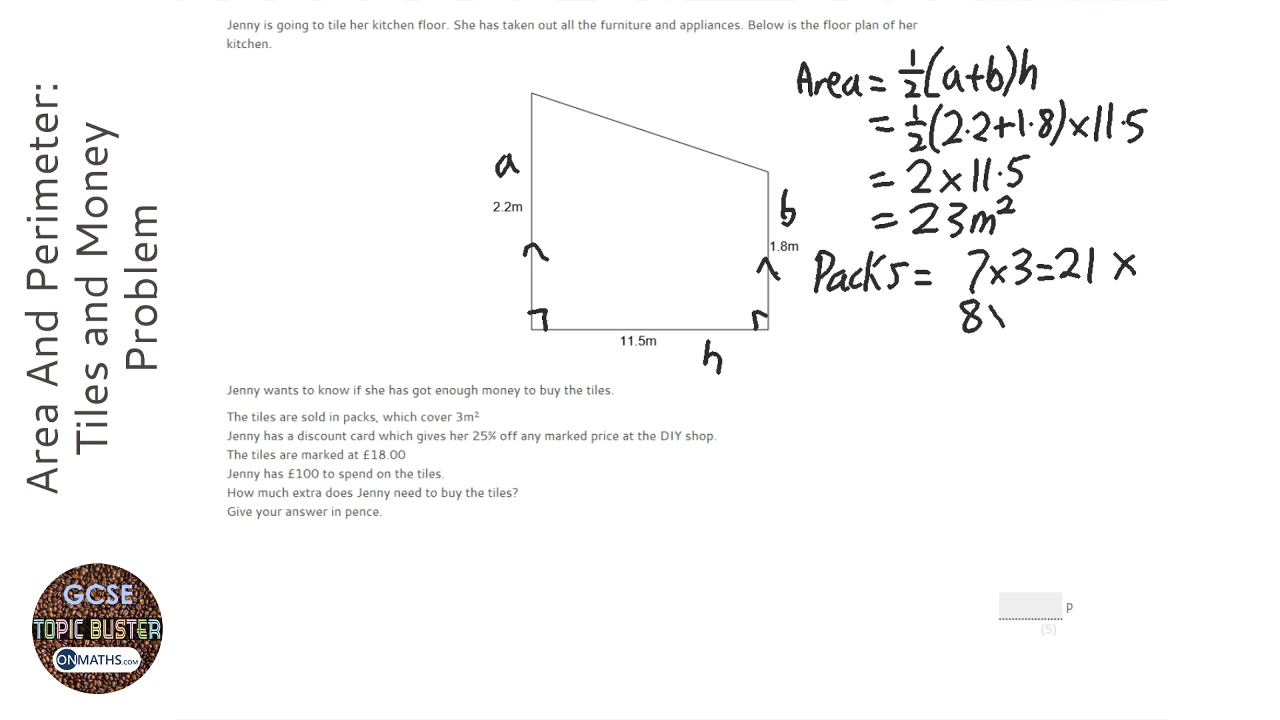 Area And Perimeter:
Tiles and Money
Problem
Jenny is going to tile her kitchen floor. She has taken out all the furniture and appliances. Below is the floor plan of her
kitchen.
a
2.2m
b
1.8m
11.5m
h
Area = ½(a+b)h
= ½(2·2+1·8)×11·5
= 2×11·5
= 23m²
Packs = 7×3=21 ×
8\
Jenny wants to know if she has got enough money to buy the tiles.
The tiles are sold in packs, which cover 3m²
Jenny has a discount card which gives her 25% off any marked price at the DIY shop.
The tiles are marked at £18.00
Jenny has £100 to spend on the tiles.
How much extra does Jenny need to buy the tiles?
Give your answer in pence.
p
(5)
GCSE
TOPIC BUSTER
ONMATHS.COM